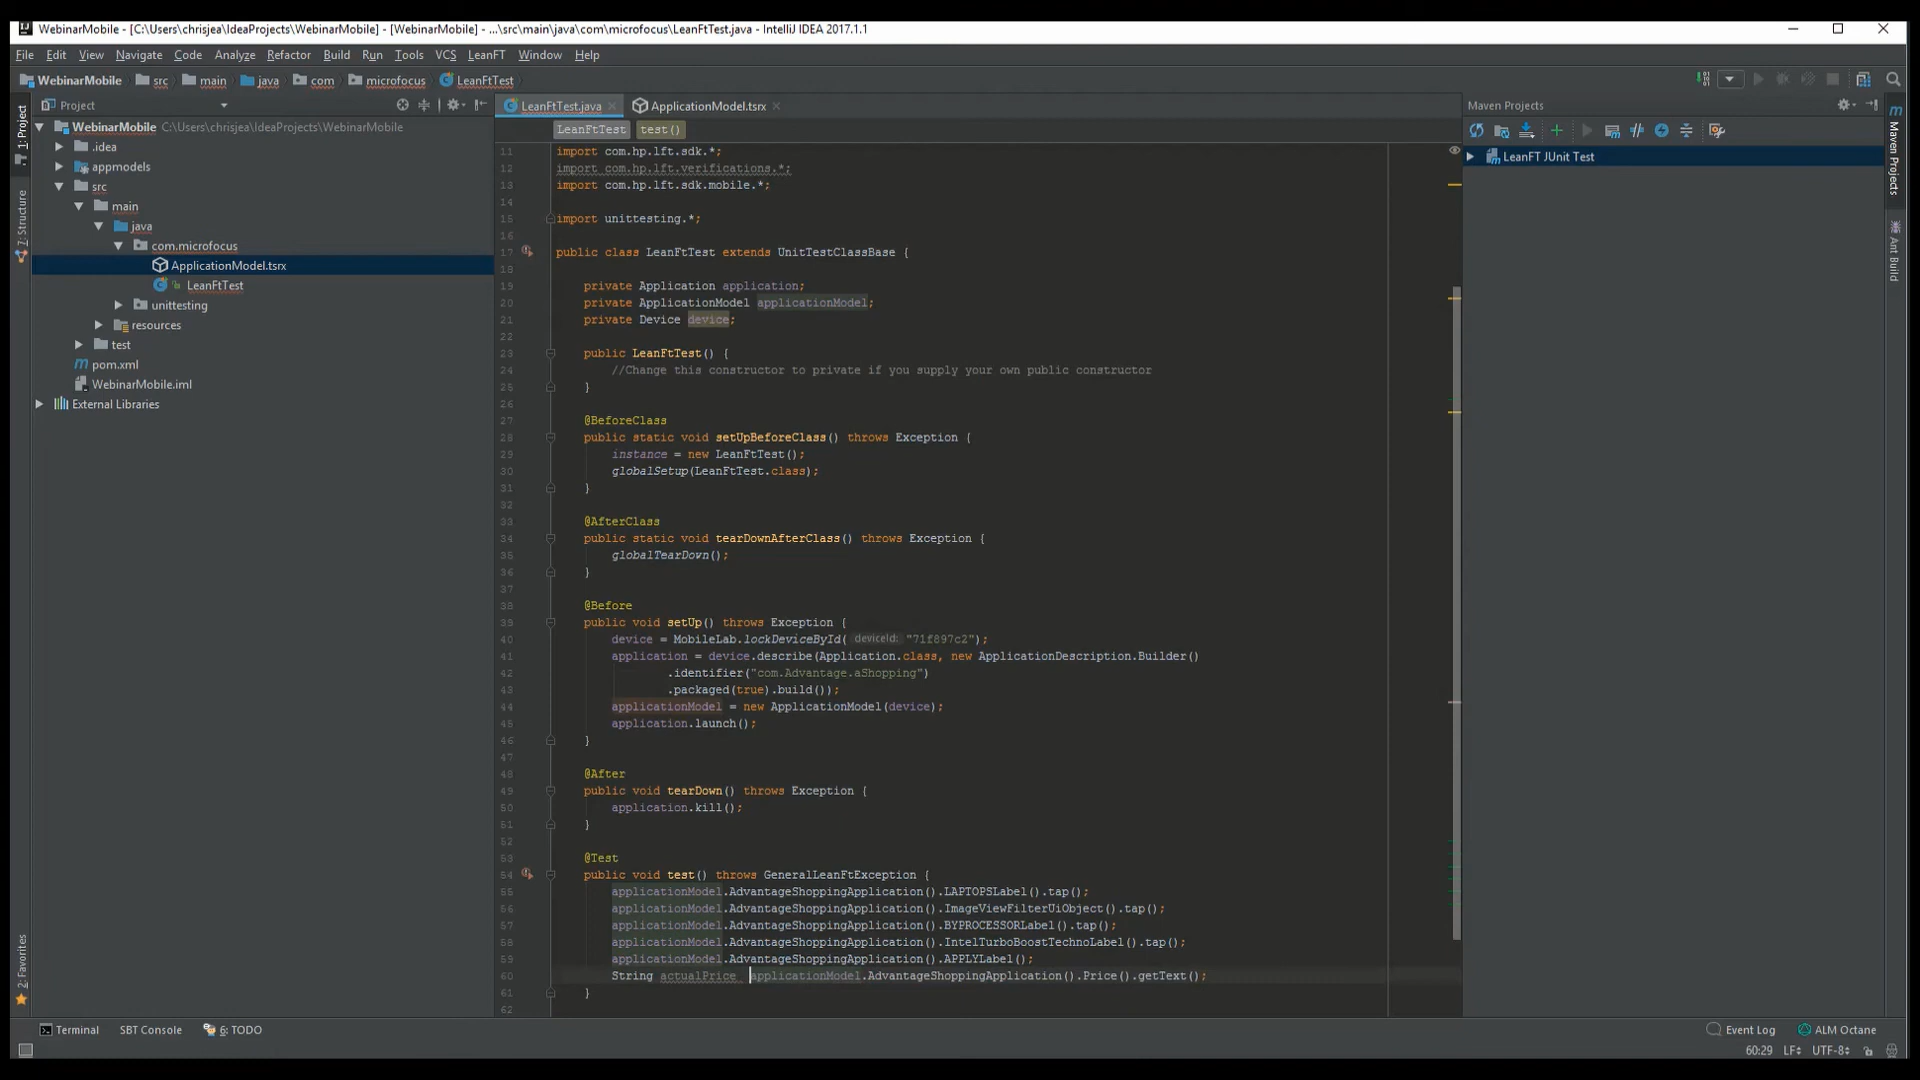 WebinarMobile - [C:\Users\chrisjea\IdeaProjects\WebinarMobile] - [WebinarMobile] - ...\src\main\java\com\microfocus\LeanFtTest.java - IntelliJ IDEA 2017.1.1
File Edit View Navigate Code Analyze Refactor Build Run Tools VCS LeanFT Window Help
WebinarMobile src main java com microfocus LeanFtTest
Project
LeanFtTest.java ApplicationModel.tsrx
Maven Projects
LeanFtTest test()
1: Project
7: Structure
2: Favorites
WebinarMobile C:\Users\chrisjea\IdeaProjects\WebinarMobile
.idea
appmodels
src
main
java
com.microfocus
ApplicationModel.tsrx
LeanFtTest
unittesting
resources
test
pom.xml
WebinarMobile.iml
External Libraries
11 import com.hp.lft.sdk.*;
12 import com.hp.lft.verifications.*;
13 import com.hp.lft.sdk.mobile.*;
14
15 import unittesting.*;
16
17 public class LeanFtTest extends UnitTestClassBase {
18
19 private Application application;
20 private ApplicationModel applicationModel;
21 private Device device;
22
23 public LeanFtTest() {
24 //Change this constructor to private if you supply your own public constructor
25 }
26
27 @BeforeClass
28 public static void setUpBeforeClass() throws Exception {
29 instance = new LeanFtTest();
30 globalSetup(LeanFtTest.class);
31 }
32
33 @AfterClass
34 public static void tearDownAfterClass() throws Exception {
35 globalTearDown();
36 }
37
38 @Before
39 public void setUp() throws Exception {
40 device = MobileLab.lockDeviceById( deviceId: "71f897c2");
41 application = device.describe(Application.class, new ApplicationDescription.Builder()
42 .identifier("com.Advantage.aShopping")
43 .packaged(true).build());
44 applicationModel = new ApplicationModel(device);
45 application.launch();
46 }
47
48 @After
49 public void tearDown() throws Exception {
50 application.kill();
51 }
52
53 @Test
54 public void test() throws GeneralLeanFtException {
55 applicationModel.AdvantageShoppingApplication().LAPTOPSLabel().tap();
56 applicationModel.AdvantageShoppingApplication().ImageViewFilterUiObject().tap();
57 applicationModel.AdvantageShoppingApplication().BYPROCESSORLabel().tap();
58 applicationModel.AdvantageShoppingApplication().IntelTurboBoostTechnoLabel().tap();
59 applicationModel.AdvantageShoppingApplication().APPLYLabel();
60 String actualPrice applicationModel.AdvantageShoppingApplication().Price().getText();
61 }
62
LeanFT JUnit Test
Maven Projects
Ant Build
Terminal SBT Console 6: TODO Event Log ALM Octane
60:29 LF UTF-8